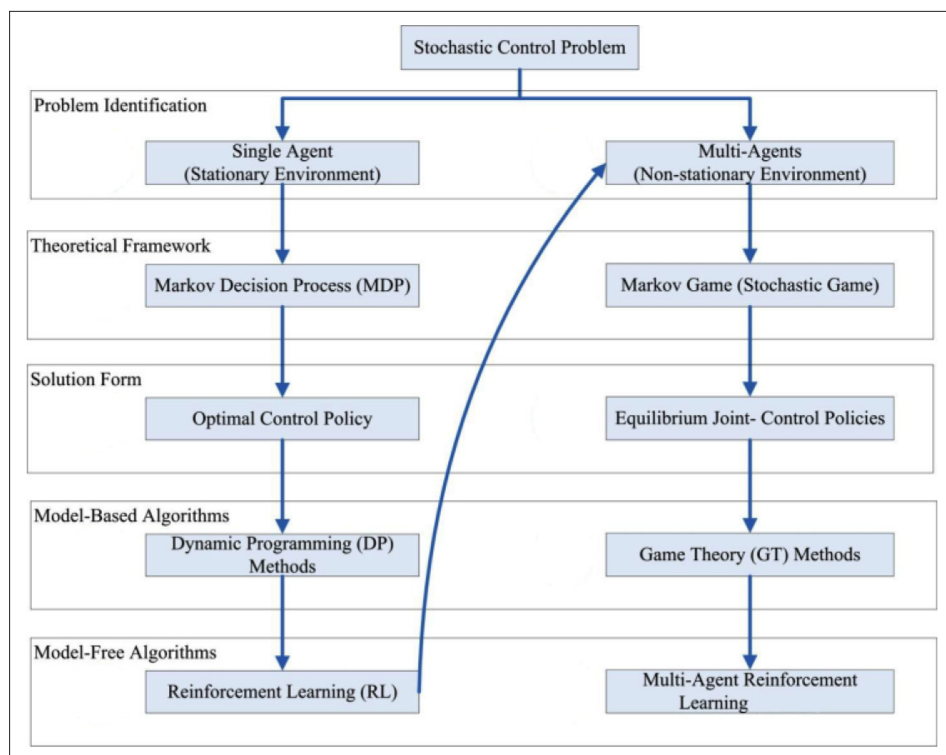 Stochastic Control Problem
Problem Identification
Single Agent
(Stationary Environment)
Multi-Agents
(Non-stationary Environment)
Theoretical Framework
Markov Decision Process (MDP)
Markov Game (Stochastic Game)
Solution Form
Optimal Control Policy
Equilibrium Joint- Control Policies
Model-Based Algorithms
Dynamic Programming (DP)
Methods
Game Theory (GT) Methods
Model-Free Algorithms
Reinforcement Learning (RL)
Multi-Agent Reinforcement
Learning